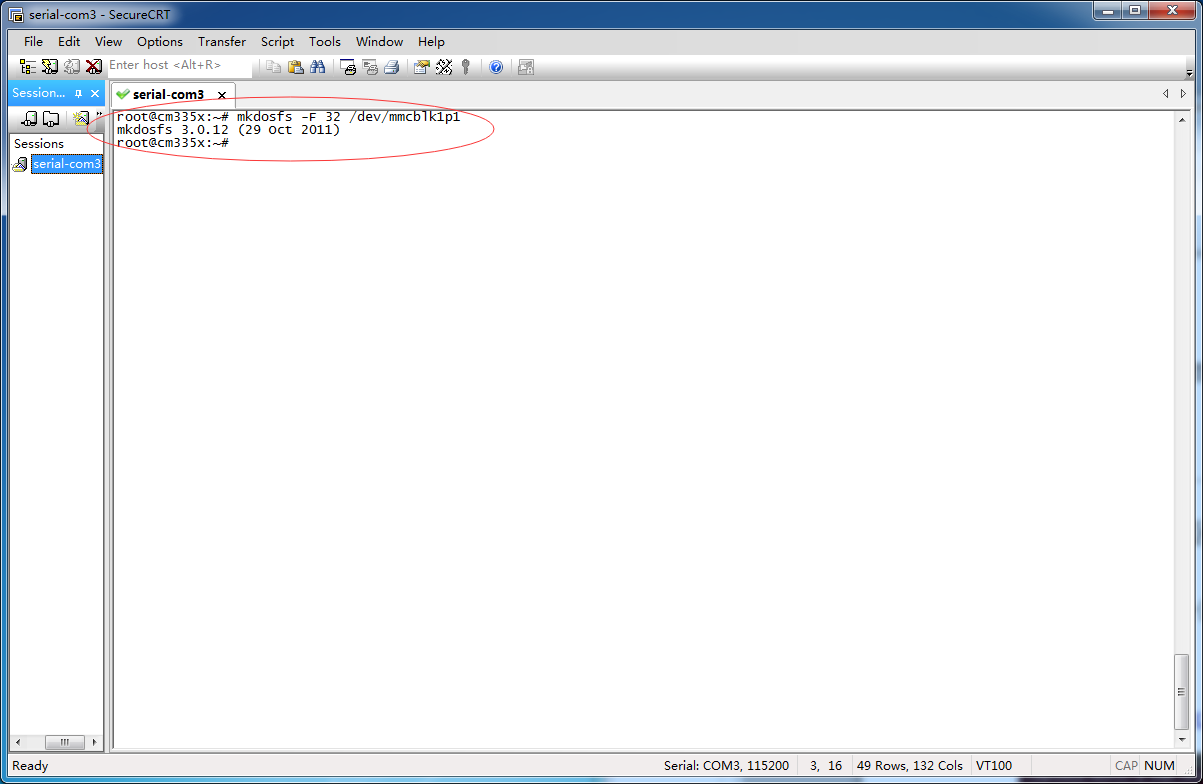 serial-com3 - SecureCRT
File Edit View Options Transfer Script Tools Window Help
Enter host <Alt+R>
Session...
serial-com3
Sessions
serial-com3
root@cm335x:~# mkdosfs -F 32 /dev/mmcblk1p1
mkdosfs 3.0.12 (29 Oct 2011)
root@cm335x:~#
Ready
Serial: COM3, 115200 3, 16 49 Rows, 132 Cols VT100 CAP NUM